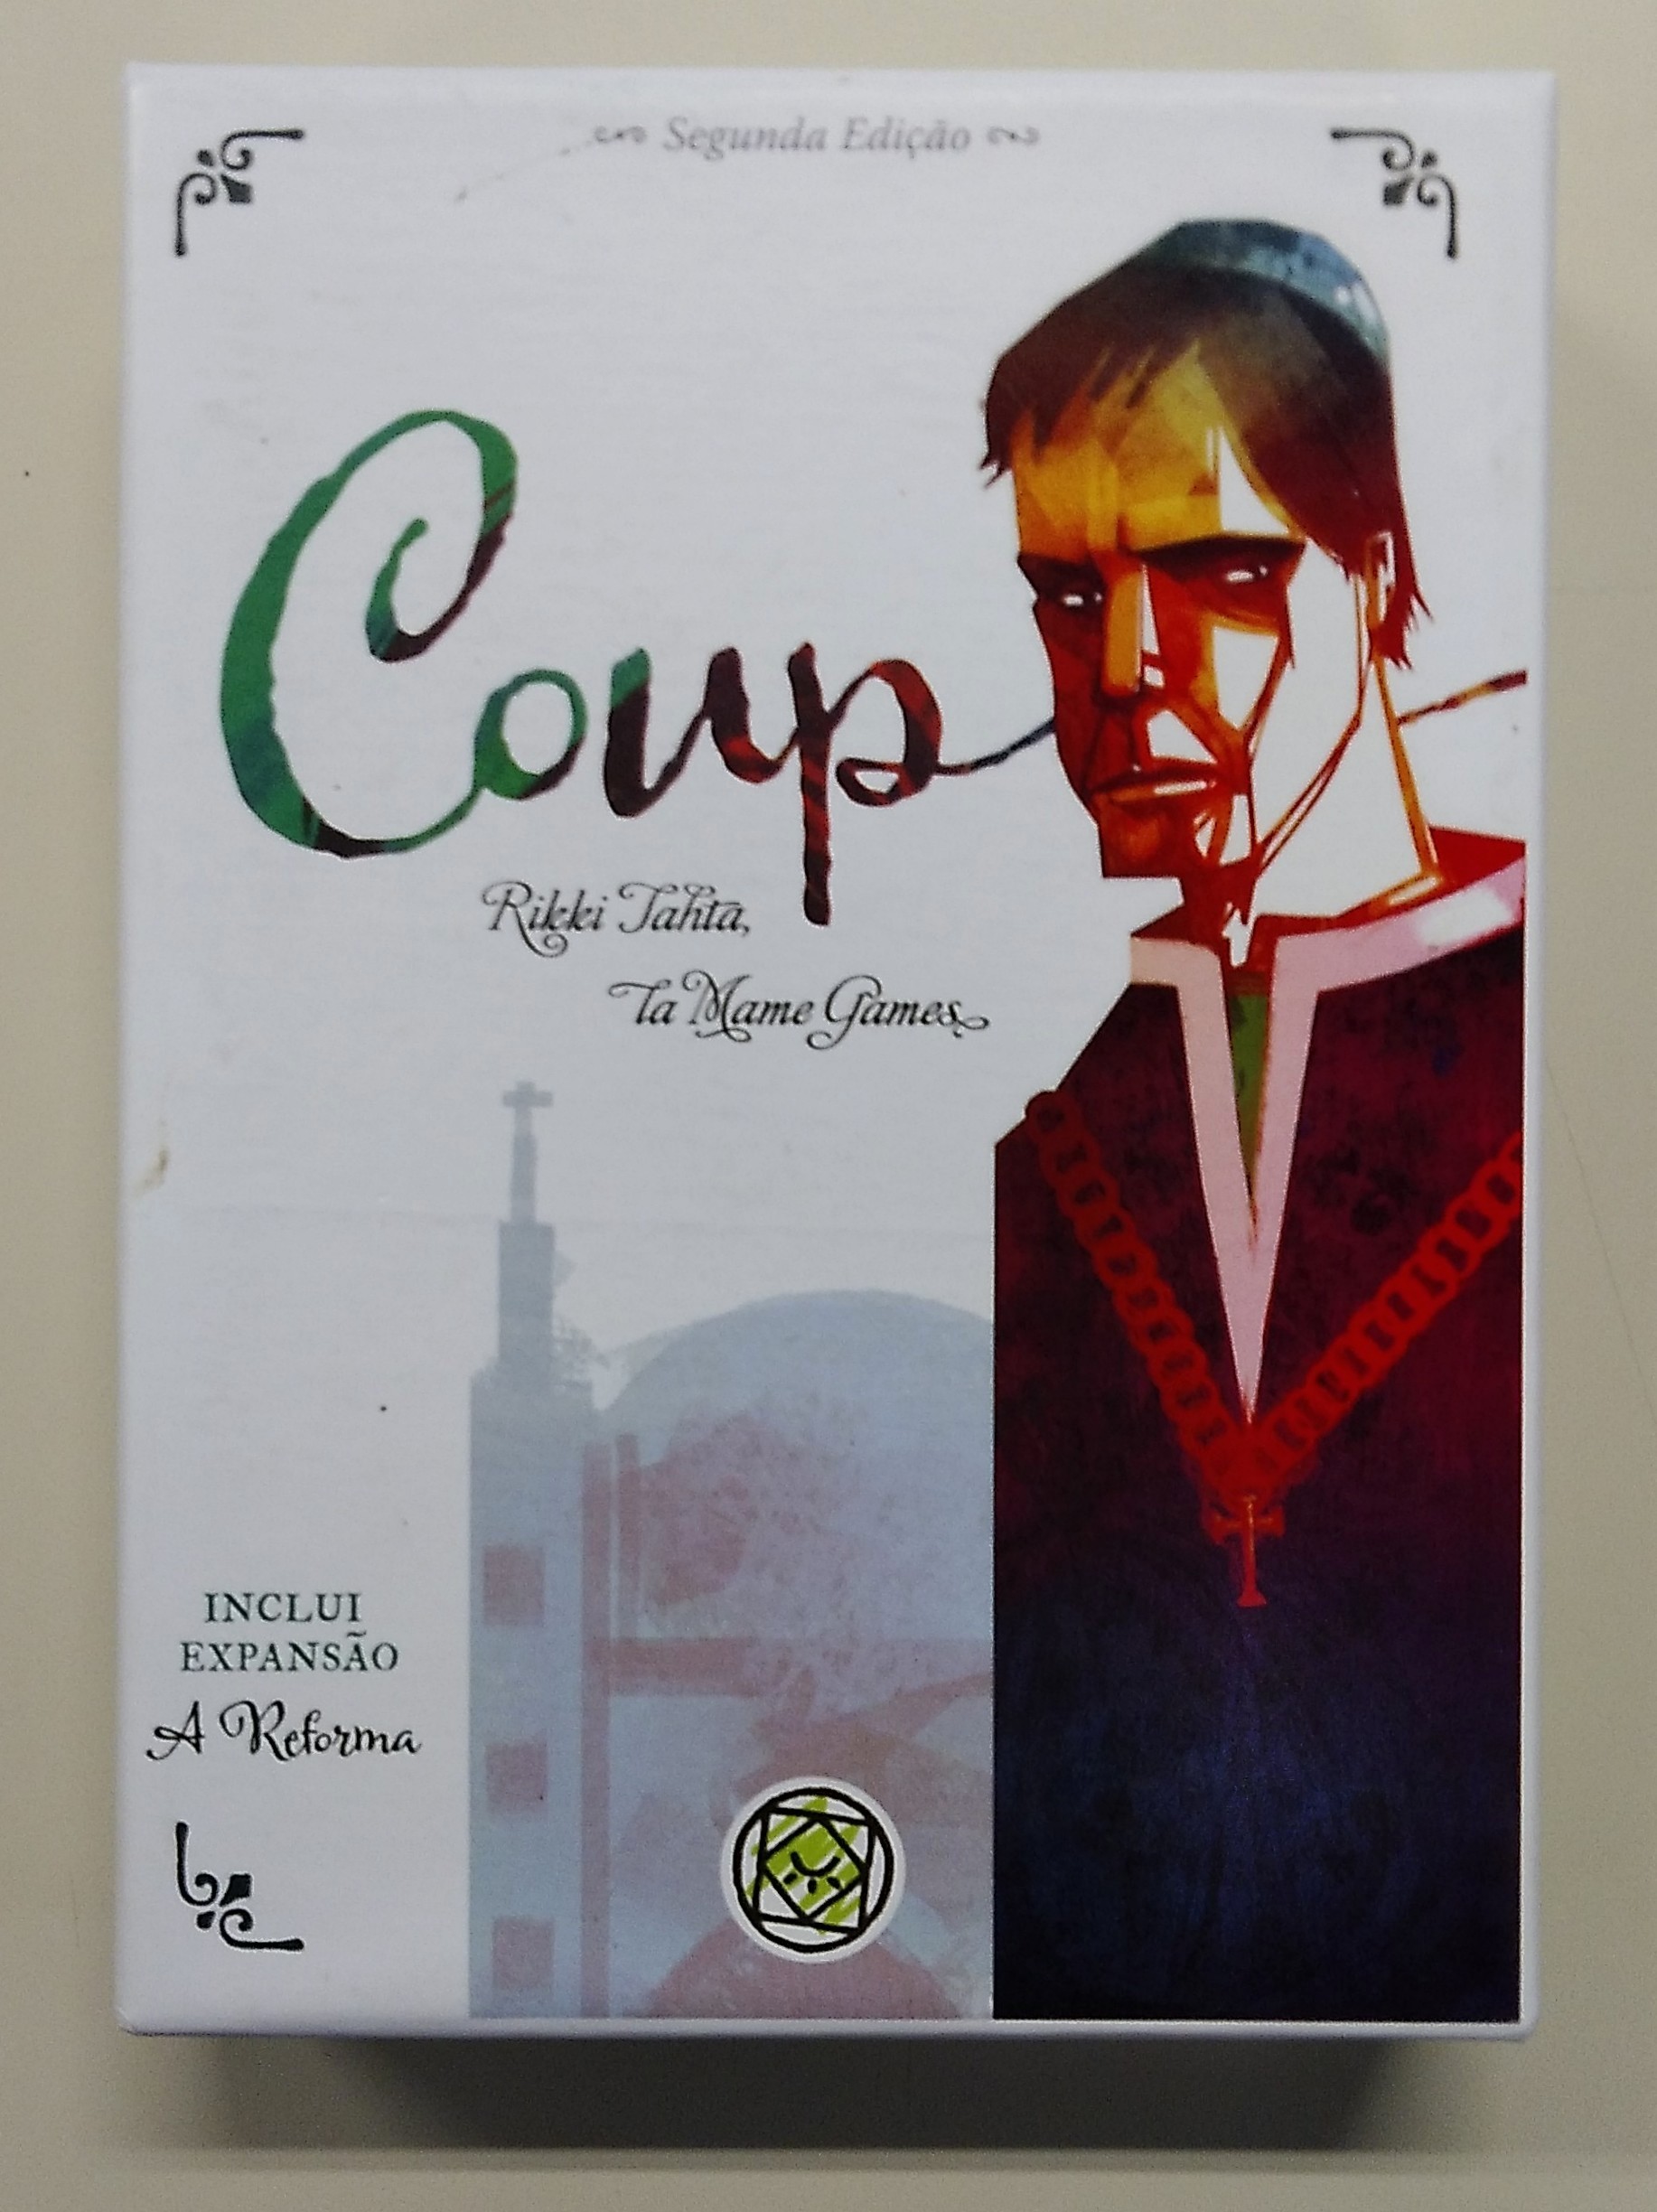 Segunda Edição
Coup
Rikki Tahta,
La Mame Games
INCLUI
EXPANSÃO
A Reforma